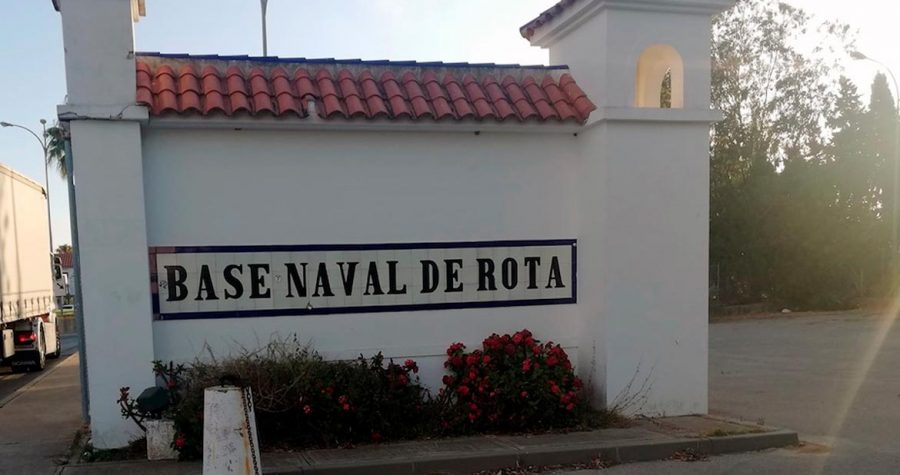 BASE NAVAL DE ROTA